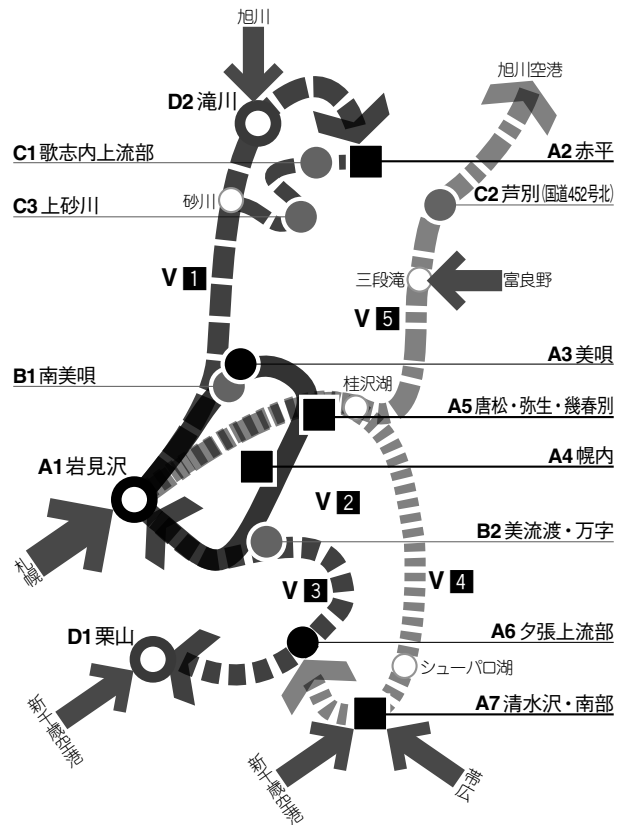 旭川
D2 滝川
旭川空港
C1 歌志内上流部
A2 赤平
C3 上砂川
砂川
C2 芦別(国道452号北)
V 1
三段滝
富良野
V 5
A3 美唄
B1 南美唄
桂沢湖
A5 唐松・弥生・幾春別
A1 岩見沢
A4 幌内
V 2
B2 美流渡・万字
札幌
V 3
V 4
D1 栗山
A6 夕張上流部
シューパロ湖
A7 清水沢・南部
新千歳空港
新千歳空港
帯広